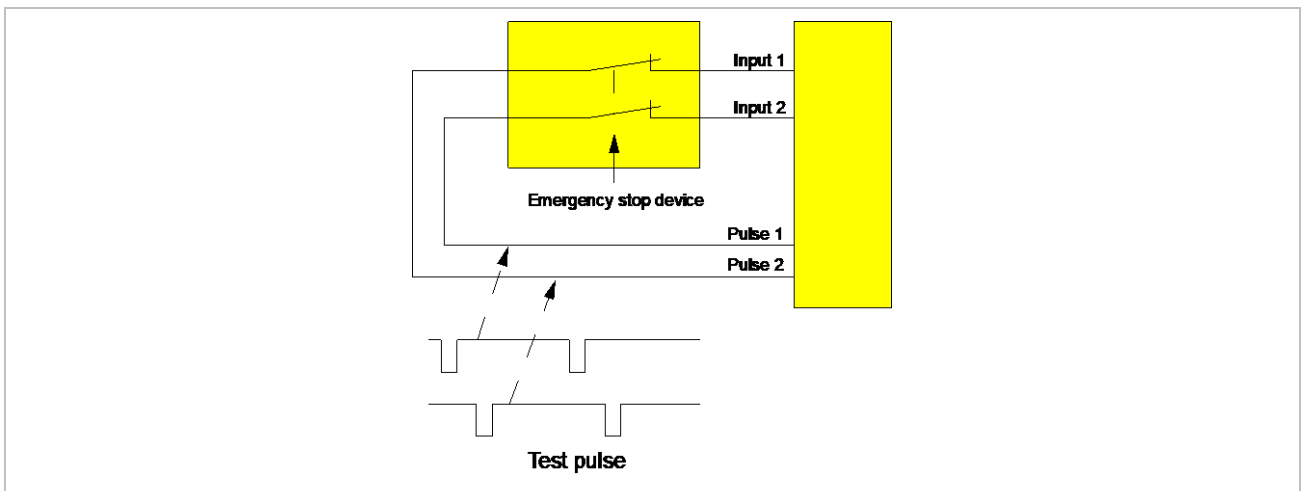 Input 1
Input 2
Emergency stop device
Pulse 1
Pulse 2
Test pulse